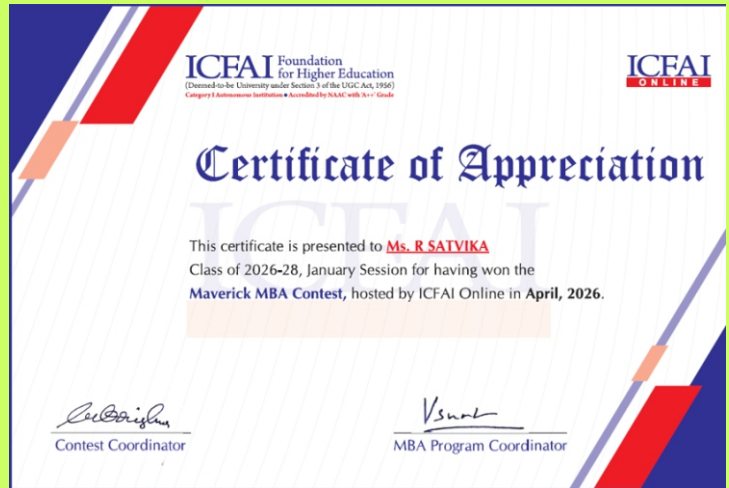 ICFAI Foundation
for Higher Education
(Deemed-to-be University under Section 3 of the UGC Act, 1956)
Category I Autonomous Institution ♦ Accredited by NAAC with 'A++' Grade
ICFAI
ONLINE
Certificate of Appreciation
ICFAI
This certificate is presented to Ms. R SATVIKA
Class of 2026-28, January Session for having won the
Maverick MBA Contest, hosted by ICFAI Online in April, 2026.
Contest Coordinator
MBA Program Coordinator